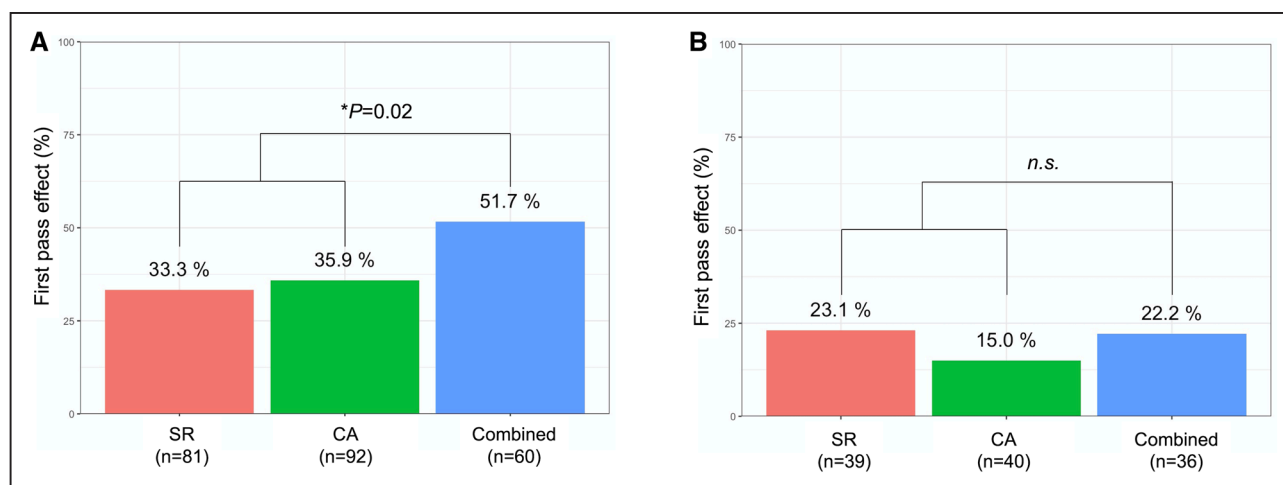 A
First pass effect (%)
100
75
50
25
0
*P=0.02
33.3 %
35.9 %
51.7 %
SR
(n=81)
CA
(n=92)
Combined
(n=60)
B
First pass effect (%)
100
75
50
25
0
n.s.
23.1 %
15.0 %
22.2 %
SR
(n=39)
CA
(n=40)
Combined
(n=36)